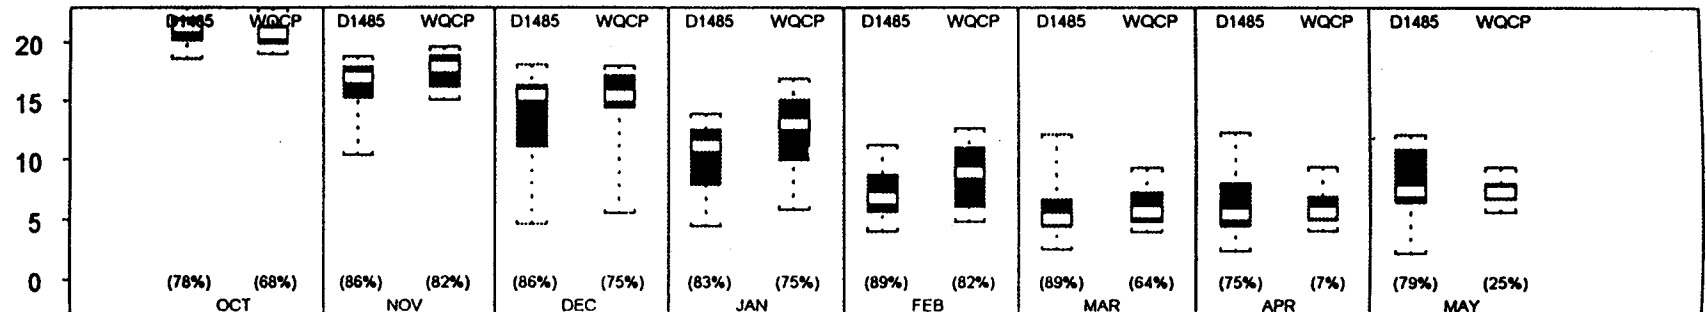 D1485 WQCP D1485 WQCP D1485 WQCP D1485 WQCP D1485 WQCP D1485 WQCP D1485 WQCP D1485 WQCP
20
15
10
5
0 (78%) (68%) (86%) (82%) (86%) (75%) (83%) (75%) (89%) (82%) (89%) (64%) (75%) (7%) (79%) (25%)
OCT NOV DEC JAN FEB MAR APR MAY